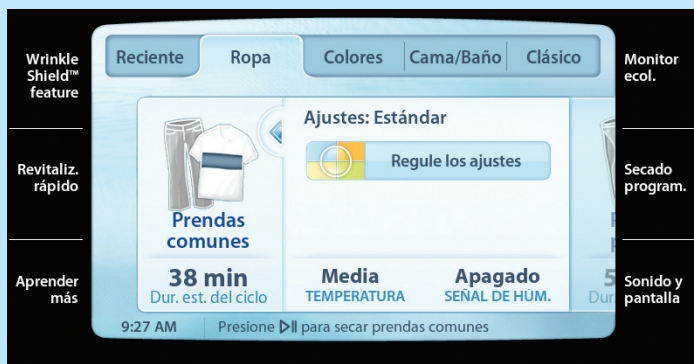 Wrinkle
Shield™
feature
Revitaliz.
rápido
Aprender
más
Reciente
Ropa
Colores
Cama/Baño
Clásico
Prendas
comunes
38 min
Dur. est. del ciclo
Ajustes: Estándar
Regule los ajustes
Media
TEMPERATURA
Apagado
SEÑAL DE HÚM.
5
Dur.
9:27 AM
Presione para secar prendas comunes
Monitor
ecol.
Secado
program.
Sonido y
pantalla